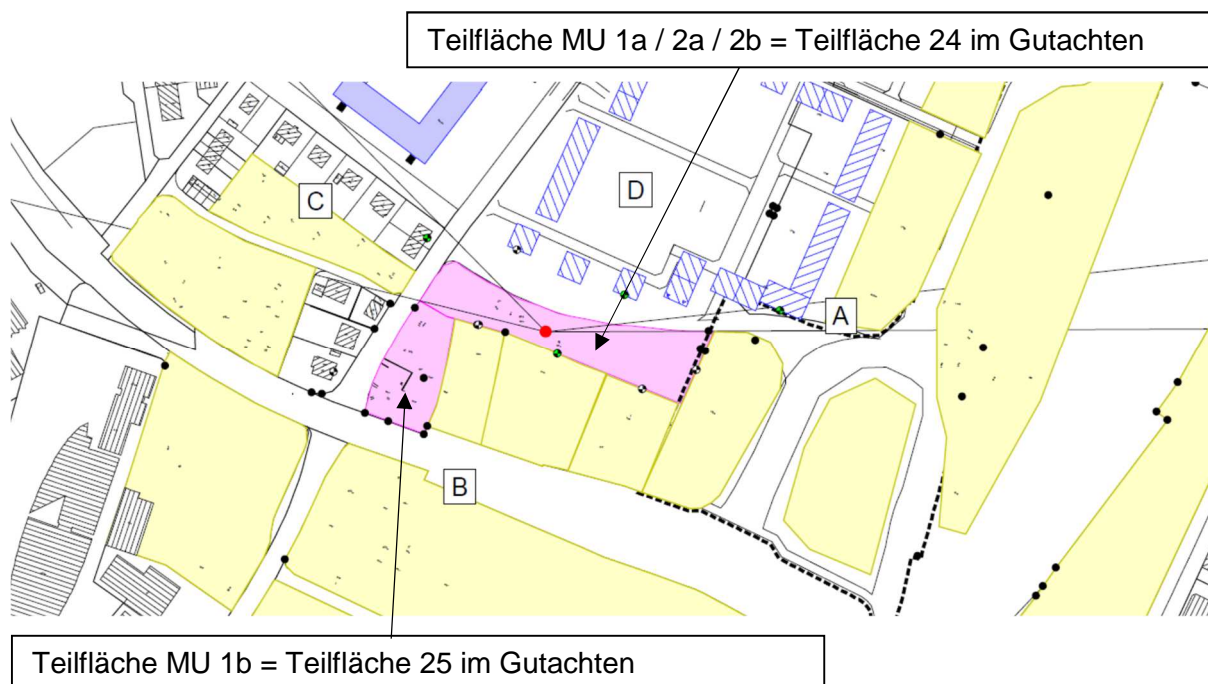 Teilfläche MU 1a / 2a / 2b = Teilfläche 24 im Gutachten
C
D
A
B
Teilfläche MU 1b = Teilfläche 25 im Gutachten